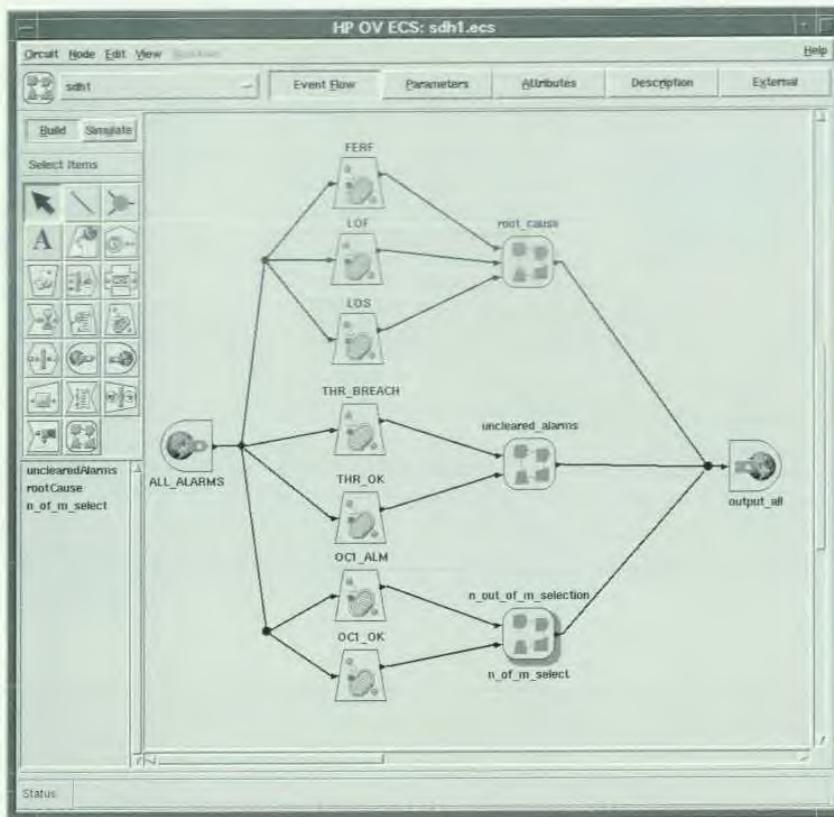 HP OV ECS: sdh1.ecs
Circuit Node Edit View Help
sdh1 Event Flow Parameters Attributes Description External
Build Simulate
Select Items
A
FERF
LOF
root_cause
LOS
THR_BREACH
uncleared_alarms
ALL_ALARMS
THR_OK
output_all
unclearedAlarms
rootCause
n_of_m_select
OC1_ALM
n_out_of_m_selection
OC1_OK
n_of_m_select
Status: